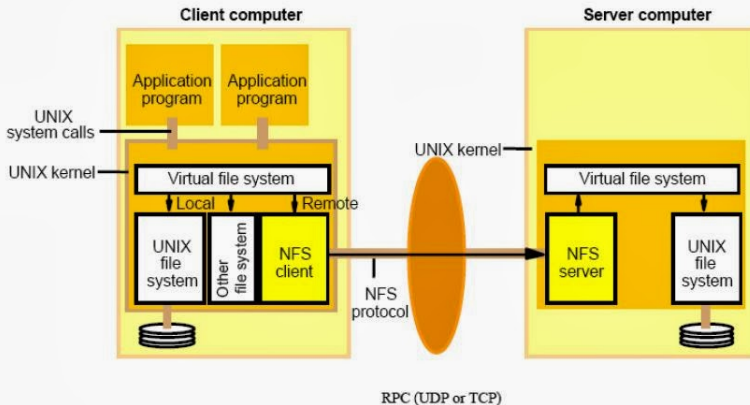 Client computer
Server computer
Application
program
Application
program
UNIX
system calls
UNIX kernel
UNIX kernel
Virtual file system
Virtual file system
Local
Remote
UNIX
file
system
Other
file system
NFS
client
NFS
protocol
NFS
server
UNIX
file
system
RPC (UDP or TCP)